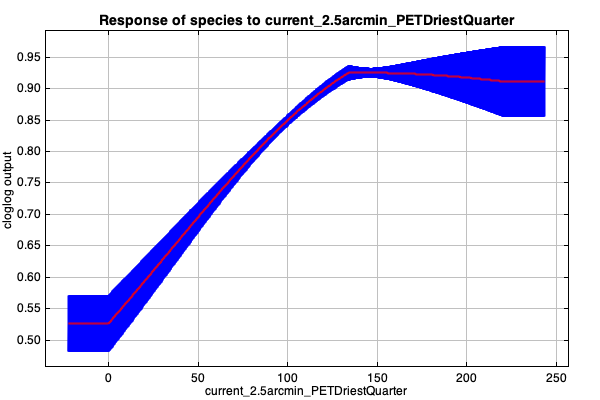 Response of species to current_2.5arcmin_PETDriestQuarter
cloglog output
0.95
0.90
0.85
0.80
0.75
0.70
0.65
0.60
0.55
0.50
0 50 100 150 200 250
current_2.5arcmin_PETDriestQuarter